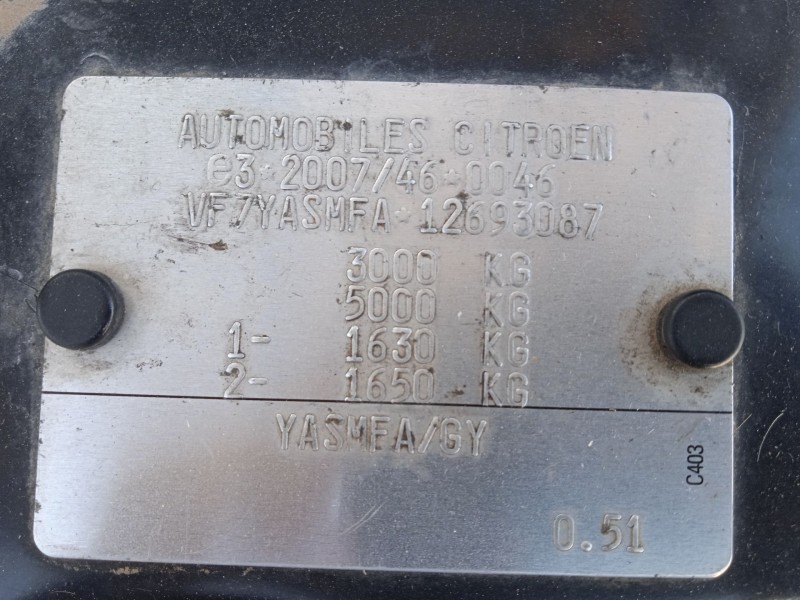 AUTOMOBILES CITROEN
e3*2007/46*0046
VF7YASMFA*12693087
3000 KG
5000 KG
1- 1630 KG
2- 1650 KG
YASMFA/GY
C403
0.51